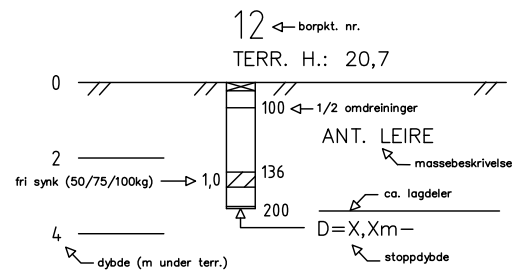 12 borpkt. nr.
TERR. H.: 20,7
0
100 1/2 omdreininger
ANT. LEIRE
massebeskrivelse
2
fri synk (50/75/100kg) 1,0 136
ca. lagdeler
200
D=X,Xm-
4
dybde (m under terr.)
stoppdybde